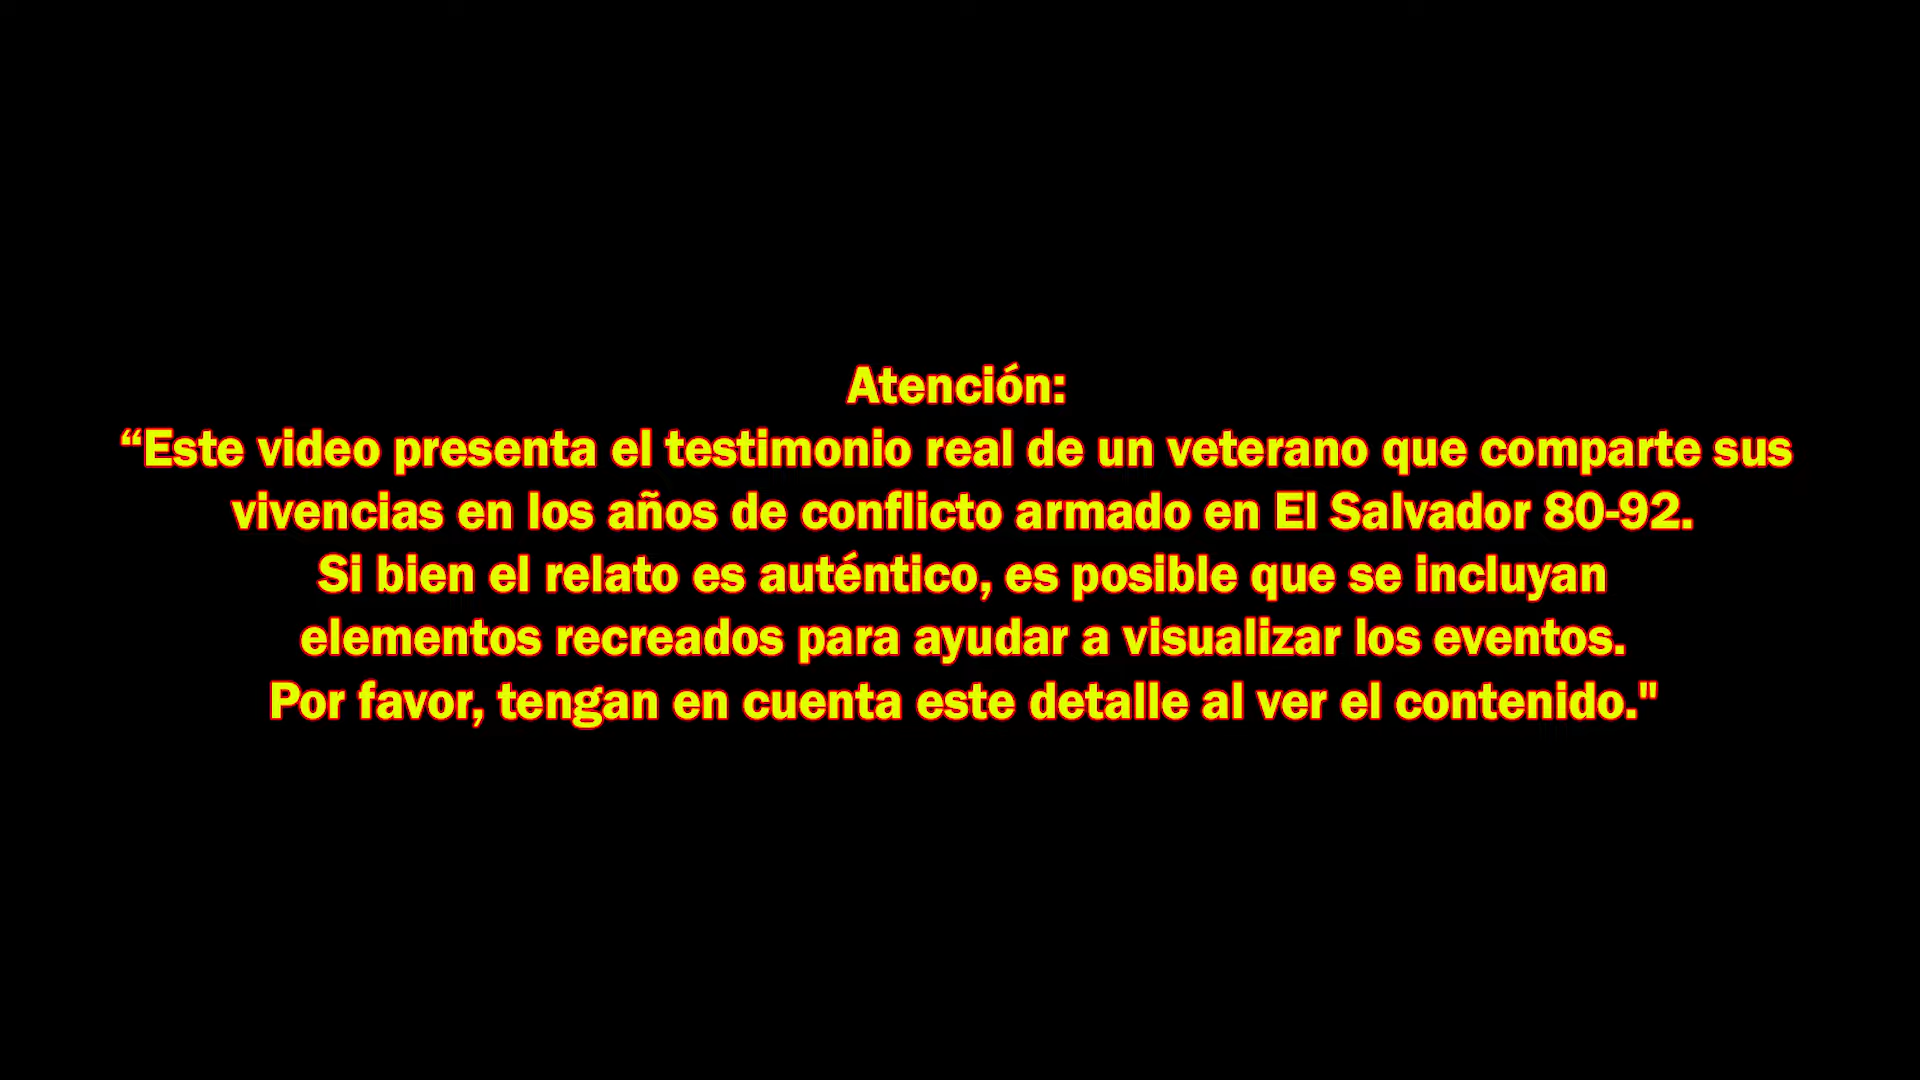 Atención:
“Este video presenta el testimonio real de un veterano que comparte sus
vivencias en los años de conflicto armado en El Salvador 80-92.
Si bien el relato es auténtico, es posible que se incluyan
elementos recreados para ayudar a visualizar los eventos.
Por favor, tengan en cuenta este detalle al ver el contenido."